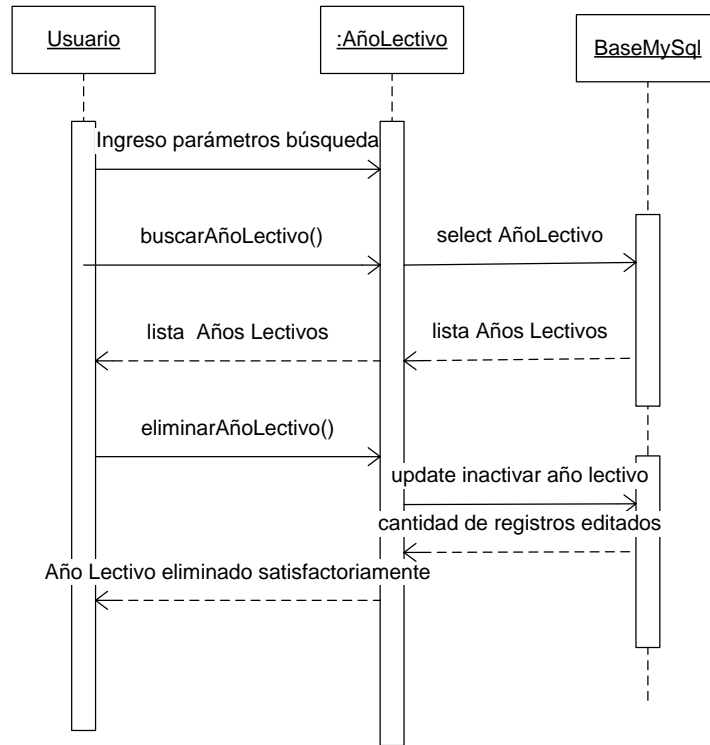 Usuario
:AñoLectivo
BaseMySql
Ingreso parámetros búsqueda
buscarAñoLectivo()
select AñoLectivo
lista Años Lectivos
lista Años Lectivos
eliminarAñoLectivo()
update inactivar año lectivo
cantidad de registros editados
Año Lectivo eliminado satisfactoriamente